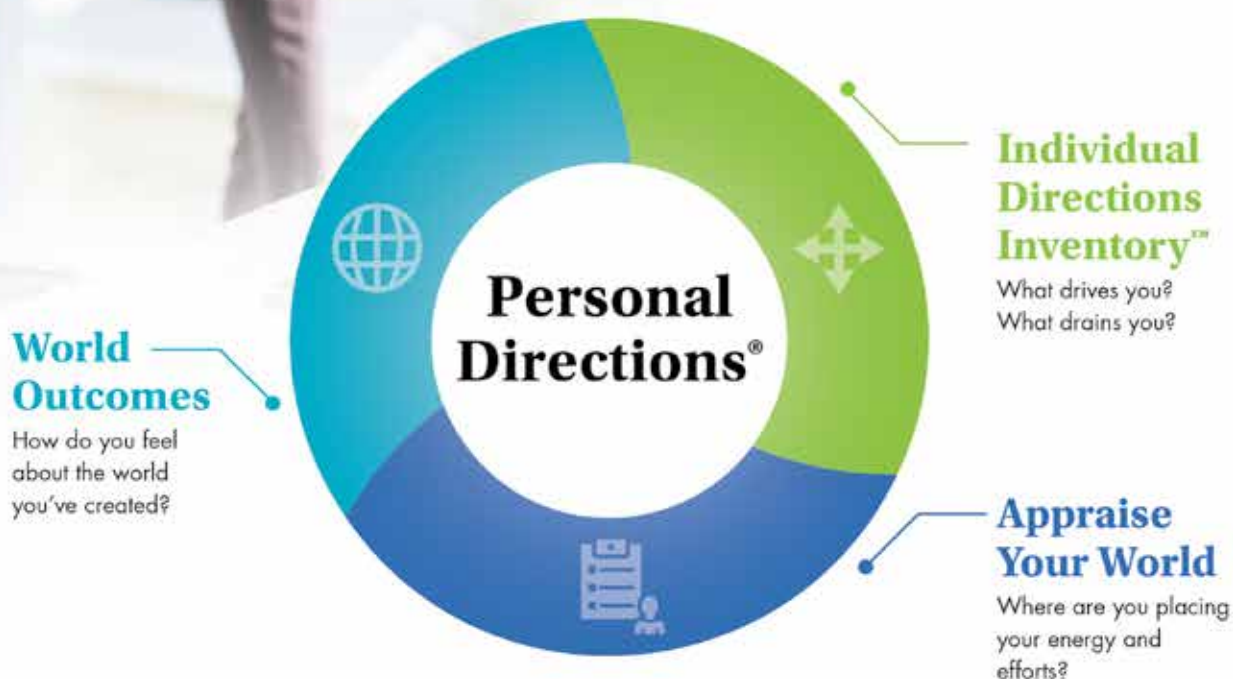 Personal
Directions®
Individual
Directions
Inventory™
What drives you?
What drains you?
Appraise
Your World
Where are you placing
your energy and
efforts?
World
Outcomes
How do you feel
about the world
you've created?